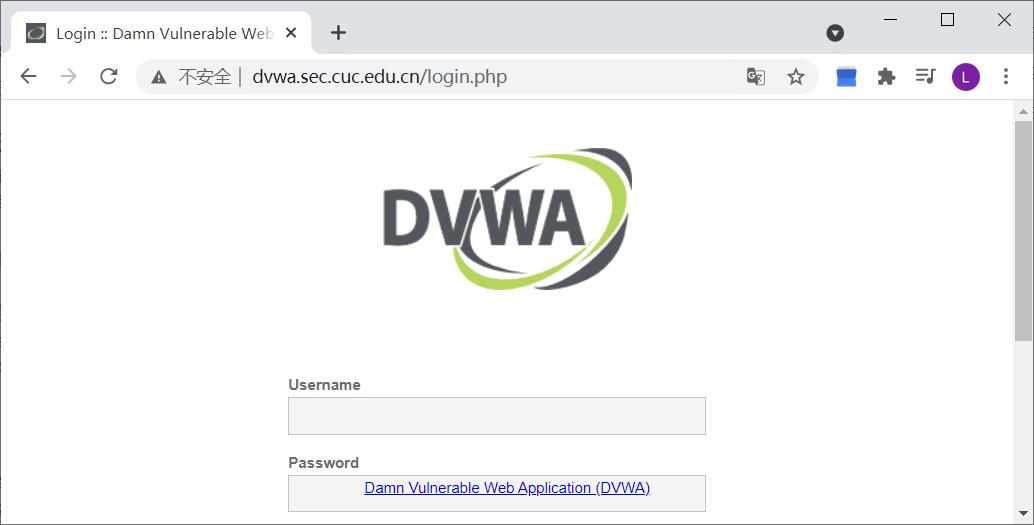 Login :: Damn Vulnerable Web
不安全 | dvwa.sec.cuc.edu.cn/login.php
L
DVWA
Username
Password
Damn Vulnerable Web Application (DVWA)